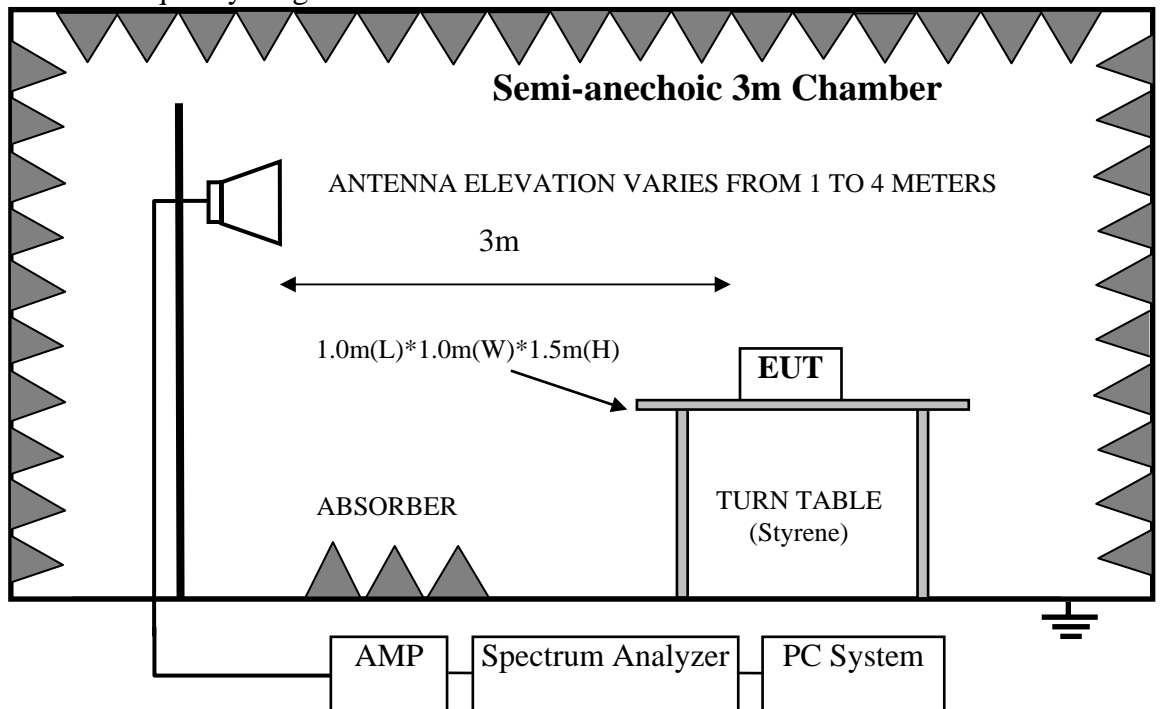 Semi-anechoic 3m Chamber
ANTENNA ELEVATION VARIES FROM 1 TO 4 METERS
3m
1.0m(L)*1.0m(W)*1.5m(H)
EUT
ABSORBER
TURN TABLE
(Styrene)
AMP
Spectrum Analyzer
PC System